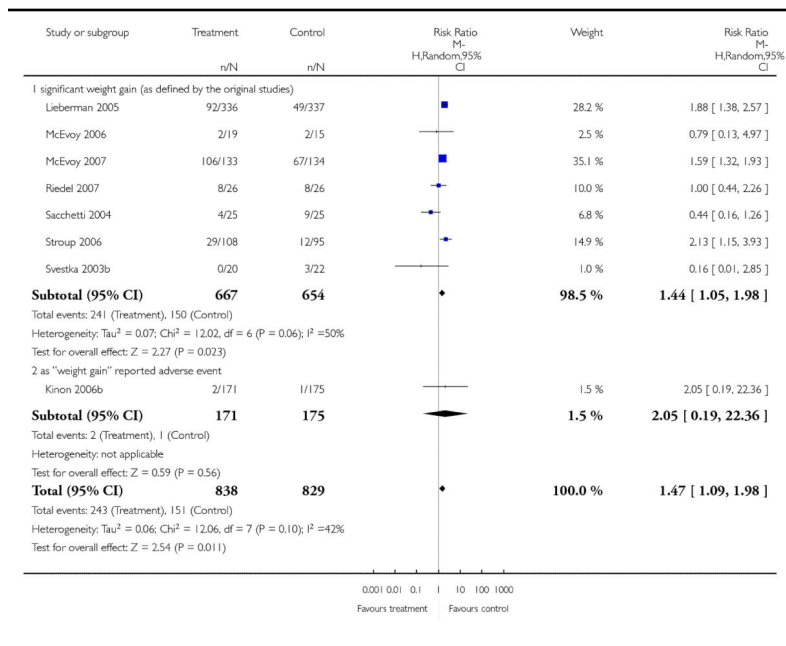 Study or subgroup Treatment Control Risk Ratio Weight Risk Ratio
M- M-
H,Random,95% H,Random,95%
n/N n/N CI CI
1 significant weight gain (as defined by the original studies)
Lieberman 2005 92/336 49/337 28.2 % 1.88 [ 1.38, 2.57 ]
McEvoy 2006 2/19 2/15 2.5 % 0.79 [ 0.13, 4.97 ]
McEvoy 2007 106/133 67/134 35.1 % 1.59 [ 1.32, 1.93 ]
Riedel 2007 8/26 8/26 10.0 % 1.00 [ 0.44, 2.26 ]
Sacchetti 2004 4/25 9/25 6.8 % 0.44 [ 0.16, 1.26 ]
Stroup 2006 29/108 12/95 14.9 % 2.13 [ 1.15, 3.93 ]
Svestka 2003b 0/20 3/22 1.0 % 0.16 [ 0.01, 2.85 ]
Subtotal (95% CI) 667 654 98.5 % 1.44 [ 1.05, 1.98 ]
Total events: 241 (Treatment), 150 (Control)
Heterogeneity: Tau² = 0.07; Chi² = 12.02, df = 6 (P = 0.06); I² =50%
Test for overall effect: Z = 2.27 (P = 0.023)
2 as "weight gain" reported adverse event
Kinon 2006b 2/171 1/175 1.5 % 2.05 [ 0.19, 22.36 ]
Subtotal (95% CI) 171 175 1.5 % 2.05 [ 0.19, 22.36 ]
Total events: 2 (Treatment), 1 (Control)
Heterogeneity: not applicable
Test for overall effect: Z = 0.59 (P = 0.56)
Total (95% CI) 838 829 100.0 % 1.47 [ 1.09, 1.98 ]
Total events: 243 (Treatment), 151 (Control)
Heterogeneity: Tau² = 0.06; Chi² = 12.06, df = 7 (P = 0.10); I² =42%
Test for overall effect: Z = 2.54 (P = 0.011)
0.001 0.01 0.1 1 10 100 1000
Favours treatment Favours control